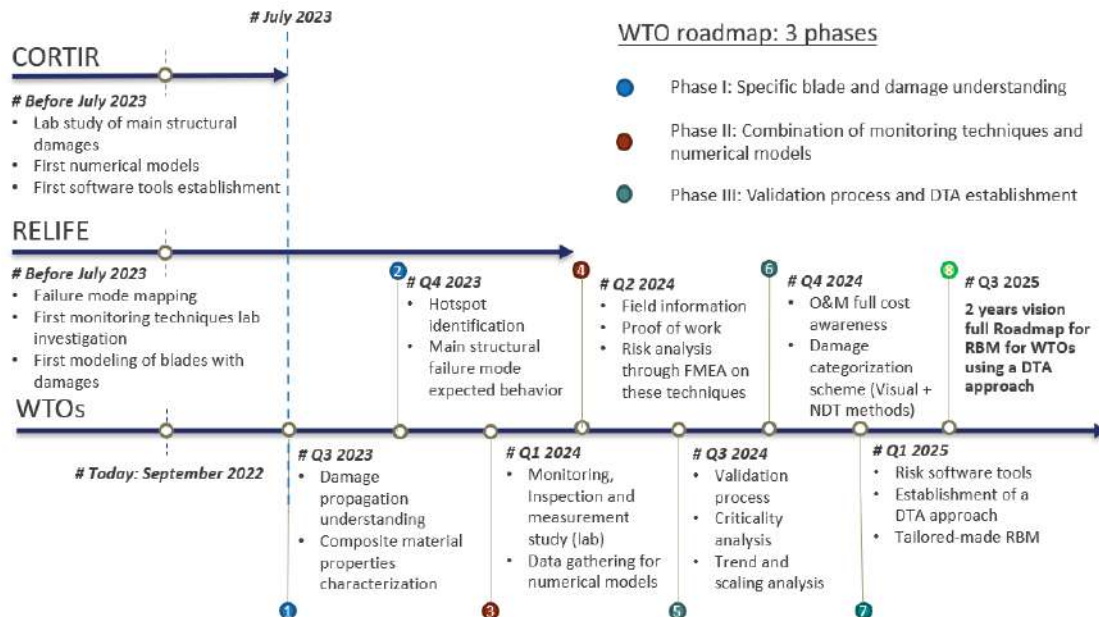 # July 2023
WTO roadmap: 3 phases
CORTIR
Phase I: Specific blade and damage understanding
# Before July 2023
• Lab study of main structural
damages
• First numerical models
• First software tools establishment
Phase II: Combination of monitoring techniques and
numerical models
Phase III: Validation process and DTA establishment
RELIFE
# Before July 2023
• Failure mode mapping
• First monitoring techniques lab
investigation
• First modeling of blades with
damages
2
# Q4 2023
• Hotspot
identification
• Main structural
failure mode
expected behavior
4
# Q2 2024
• Field information
• Proof of work
• Risk analysis
through FMEA on
these techniques
6
# Q4 2024
• O&M full cost
awareness
• Damage
categorization
scheme (Visual +
NDT methods)
8
# Q3 2025
2 years vision
full Roadmap for
RBM for WTOs
using a DTA
approach
WTOs
# Today: September 2022
# Q3 2023
• Damage
propagation
understanding
• Composite material
properties
characterization
1
# Q1 2024
• Monitoring,
Inspection and
measurement
study (lab)
• Data gathering for
numerical models
3
# Q3 2024
• Validation
process
• Criticality
analysis
• Trend and
scaling analysis
5
# Q1 2025
• Risk software tools
• Establishment of a
DTA approach
• Tailored-made RBM
7